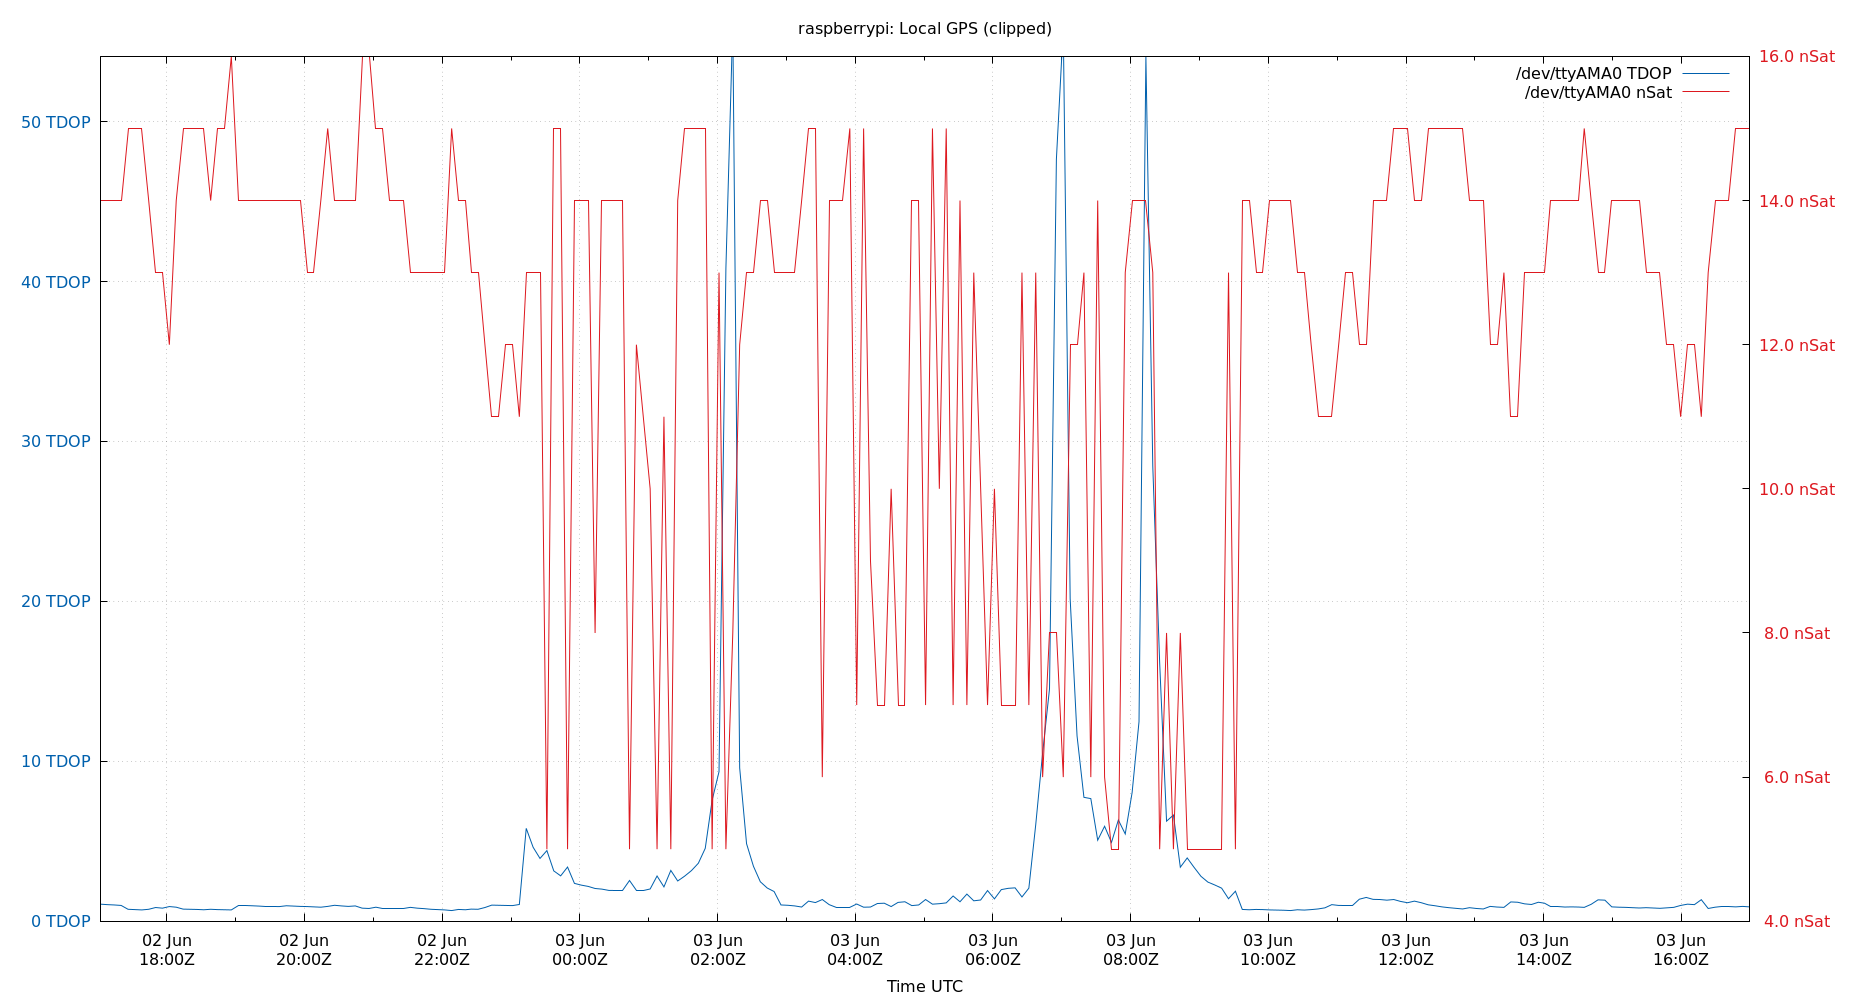 raspberrypi: Local GPS (clipped)
/dev/ttyAMA0 TDOP
/dev/ttyAMA0 nSat
50 TDOP
40 TDOP
30 TDOP
20 TDOP
10 TDOP
0 TDOP
16.0 nSat
14.0 nSat
12.0 nSat
10.0 nSat
8.0 nSat
6.0 nSat
4.0 nSat
02 Jun
18:00Z
02 Jun
20:00Z
02 Jun
22:00Z
03 Jun
00:00Z
03 Jun
02:00Z
03 Jun
04:00Z
03 Jun
06:00Z
03 Jun
08:00Z
03 Jun
10:00Z
03 Jun
12:00Z
03 Jun
14:00Z
03 Jun
16:00Z
Time UTC